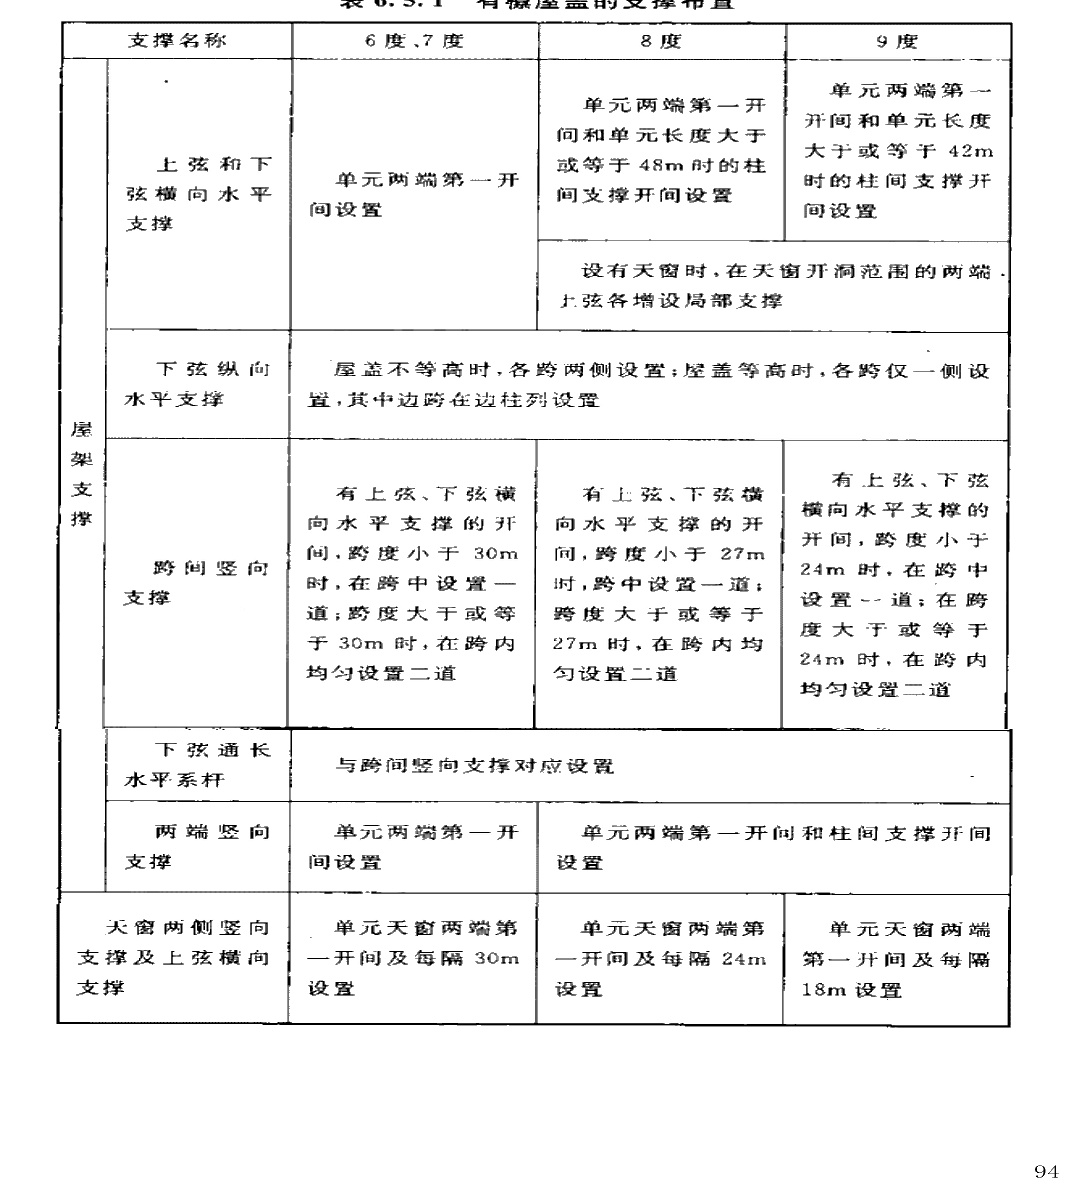 表 6.5.1 有檩屋盖的支撑布置
支撑名称
6度、7度
8度
9度
屋
架
支
撑
上弦和下
弦横向水平
支撑
单元两端第一开
间设置
单元两端第一开
间和单元长度大于
或等于48m时的柱
间支撑开间设置
单元两端第一
开间和单元长度
大于或等于42m
时的柱间支撑开
间设置
设有天窗时,在天窗开洞范围的两端
上弦各增设局部支撑
下弦纵向
水平支撑
屋盖不等高时,各跨两侧设置;屋盖等高时,各跨仅一侧设
置,其中边跨在边柱列设置
跨间竖向
支撑
有上弦、下弦横
向水平支撑的开
间,跨度小于30m
时,在跨中设置一
道;跨度大于或等
于30m时,在跨内
均匀设置二道
有上弦、下弦横
向水平支撑的开
间,跨度小于27m
时,跨中设置一道;
跨度大于或等于
27m时,在跨内均
匀设置二道
有上弦、下弦
横向水平支撑的
开间,跨度小于
24m时,在跨中
设置一道;在跨
度大于或等于
24m时,在跨内
均匀设置二道
下弦通长
水平系杆
与跨间竖向支撑对应设置
两端竖向
支撑
单元两端第一开
间设置
单元两端第一开间和柱间支撑开间
设置
天窗两侧竖向
支撑及上弦横向
支撑
单元天窗两端第
一开间及每隔30m
设置
单元天窗两端第
一开间及每隔24m
设置
单元天窗两端
第一开间及每隔
18m设置
94